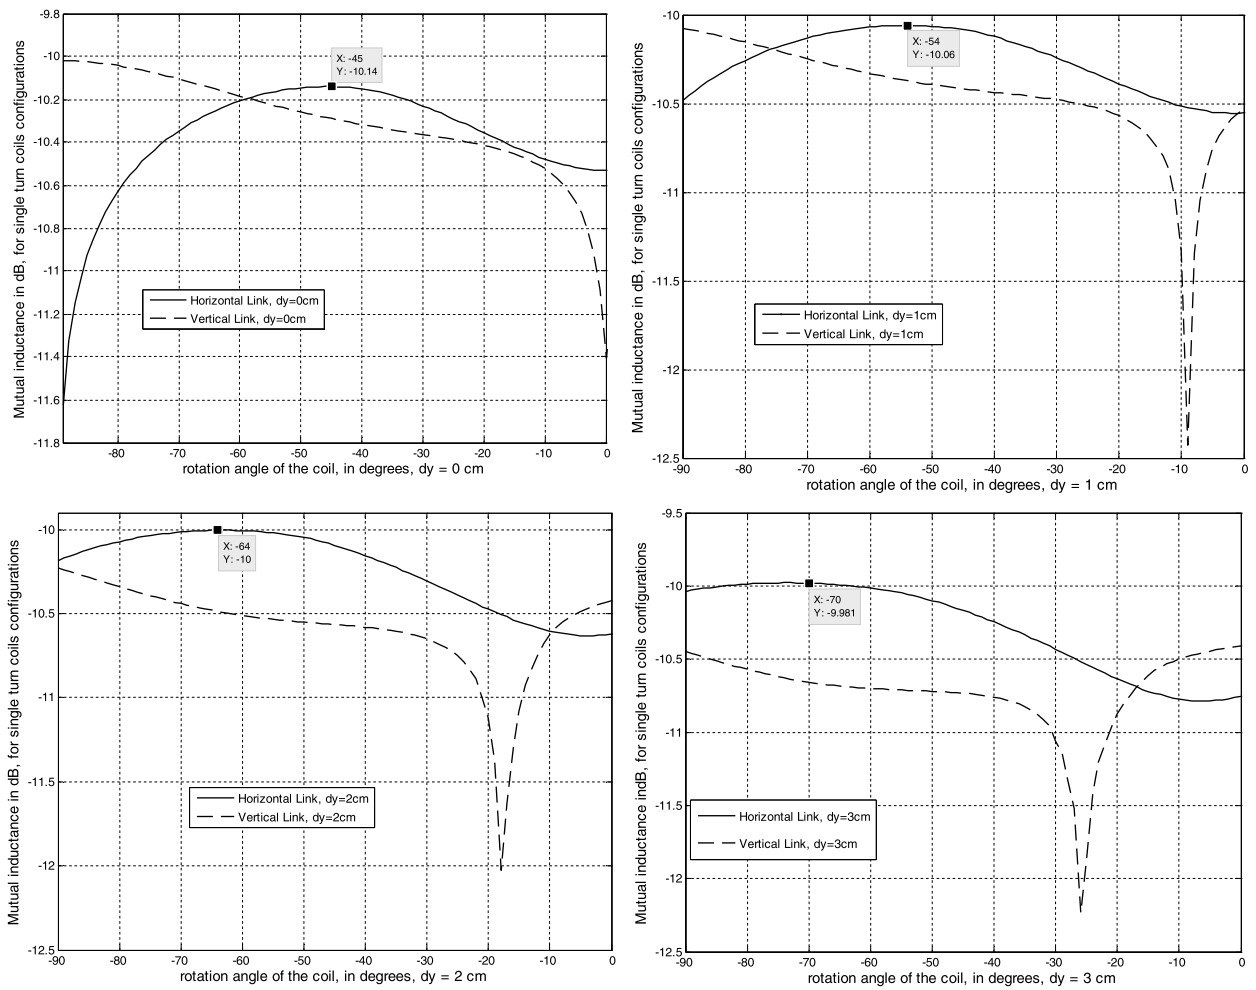 Mutual inductance in dB, for single turn coils configurations
-9.8
-10
-10.2
-10.4
-10.6
-10.8
-11
-11.2
-11.4
-11.6
-11.8
X: -45
Y: -10.14
Horizontal Link, dy=0cm
Vertical Link, dy=0cm
-80 -70 -60 -50 -40 -30 -20 -10 0
rotation angle of the coil, in degrees, dy = 0 cm
Mutual inductance in dB, for single turn coils configurations
-10
-10.5
-11
-11.5
-12
-12.5
X: -54
Y: -10.06
Horizontal Link, dy=1cm
Vertical Link, dy=1cm
-90 -80 -70 -60 -50 -40 -30 -20 -10 0
rotation angle of the coil, in degrees, dy = 1 cm
Mutual inductance in dB, for single turn coils configurations
-10
-10.5
-11
-11.5
-12
-12.5
X: -64
Y: -10
Horizontal Link, dy=2cm
Vertical Link, dy=2cm
-90 -80 -70 -60 -50 -40 -30 -20 -10 0
rotation angle of the coil, in degrees, dy = 2 cm
Mutual inductance indB, for single turn coils configurations
-9.5
-10
-10.5
-11
-11.5
-12
-12.5
X: -70
Y: -9.981
Horizontal Link, dy=3cm
Vertical Link, dy=3cm
-90 -80 -70 -60 -50 -40 -30 -20 -10 0
rotation angle of the coil, in degrees, dy = 3 cm